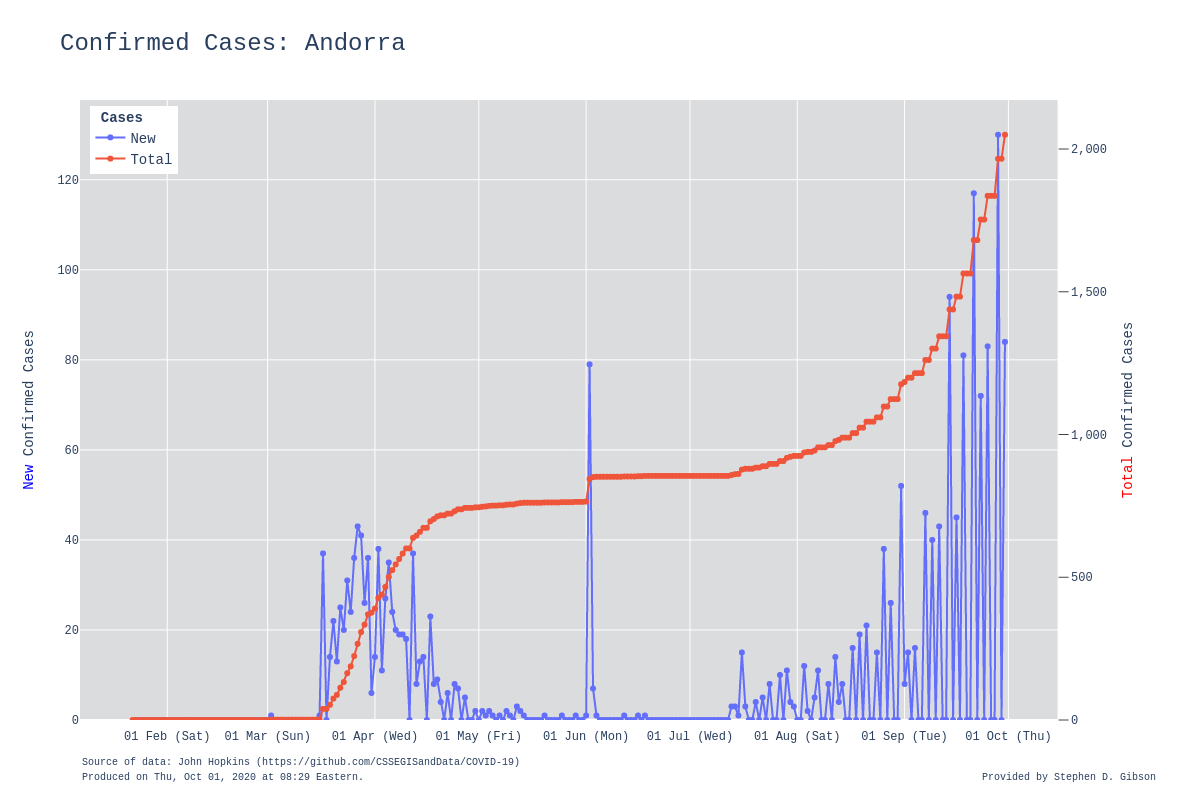 Confirmed Cases: Andorra
Cases
New
Total
120
100
80
60
40
20
0
2,000
1,500
1,000
500
0
New Confirmed Cases
Total Confirmed Cases
01 Feb (Sat) 01 Mar (Sun) 01 Apr (Wed) 01 May (Fri) 01 Jun (Mon) 01 Jul (Wed) 01 Aug (Sat) 01 Sep (Tue) 01 Oct (Thu)
Source of data: John Hopkins (https://github.com/CSSEGISandData/COVID-19)
Produced on Thu, Oct 01, 2020 at 08:29 Eastern.
Provided by Stephen D. Gibson